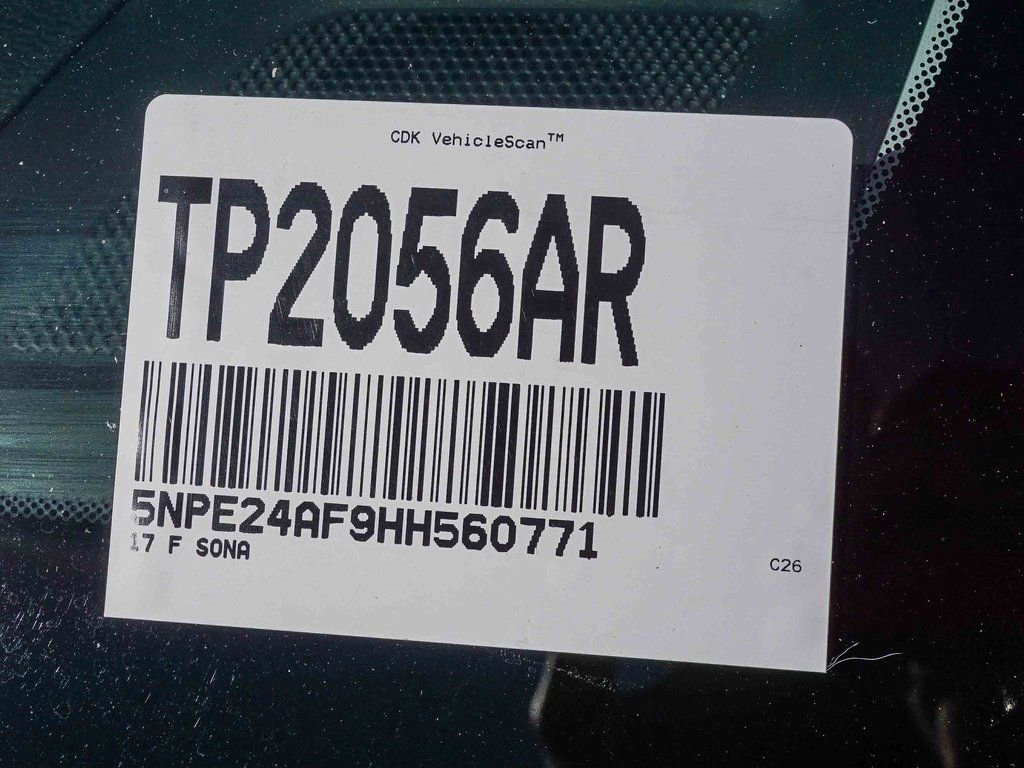 CDK VehicleScan™
TP2056AR
5NPE24AF9HH560771
17 F SONA
C26